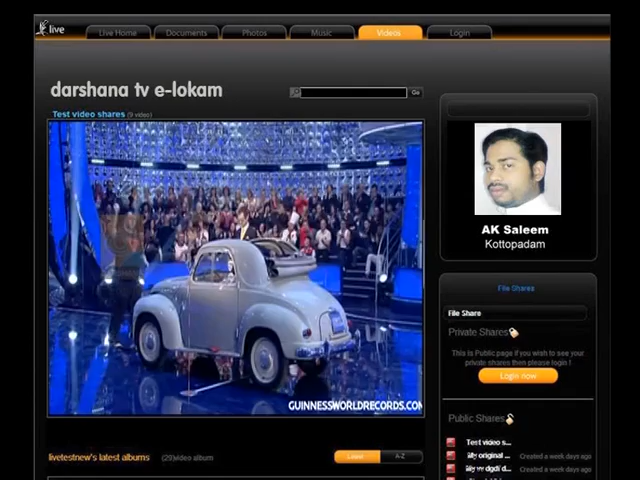 live
Live Home
Documents
Photos
Music
Videos
Login
darshana tv e-lokam
Go
Test video shares (9 video)
GUINNESSWORLDRECORDS.COM
AK Saleem
Kottopadam
File Shares
File Share
Private Shares
This is Public page if you wish to see your
private shares then please login !
Login now
Public Shares
Test video s...
My original ... Created a week days ago
Created a week days ago
livetestnew's latest albums (29)video album
Latest
A-Z